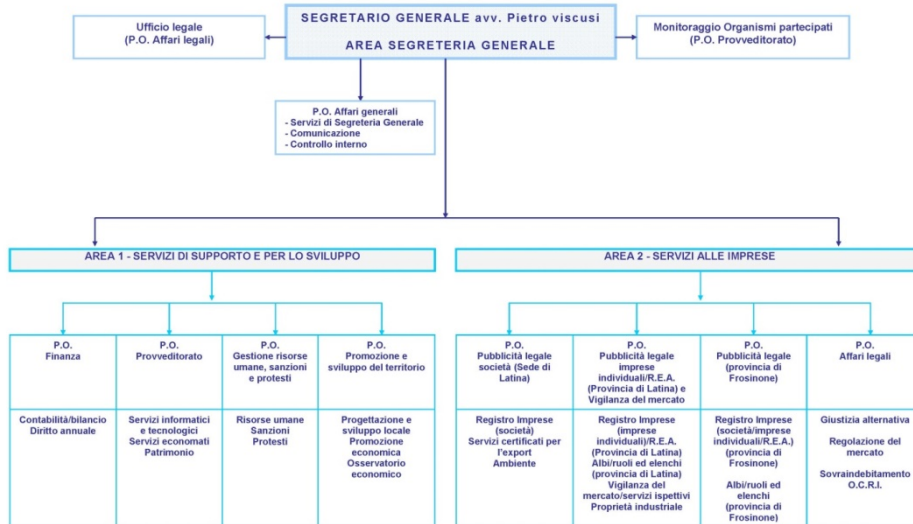 Ufficio legale
(P.O. Affari legali)
SEGRETARIO GENERALE avv. Pietro viscusi
AREA SEGRETERIA GENERALE
Monitoraggio Organismi partecipati
(P.O. Provveditorato)
P.O. Affari generali
- Servizi di Segreteria Generale
- Comunicazione
- Controllo interno
AREA 1 - SERVIZI DI SUPPORTO E PER LO SVILUPPO
AREA 2 - SERVIZI ALLE IMPRESE
P.O.
Finanza
P.O.
Provveditorato
P.O.
Gestione risorse
umane, sanzioni
e protesti
P.O.
Promozione e
sviluppo del territorio
Contabilità/bilancio
Diritto annuale
Servizi informatici
e tecnologici
Servizi economati
Patrimonio
Risorse umane
Sanzioni
Protesti
Progettazione e
sviluppo locale
Promozione
economica
Osservatorio
economico
P.O.
Pubblicità legale
società (Sede di
Latina)
P.O.
Pubblicità legale
imprese
individuali/R.E.A.
(Provincia di Latina) e
Vigilanza del mercato
P.O.
Pubblicità legale
(provincia di
Frosinone)
P.O.
Affari legali
Registro Imprese
(società)
Servizi certificati per
l'export
Ambiente
Registro Imprese
(imprese
individuali)/R.E.A.
(Provincia di Latina)
Albi/ruoli ed elenchi
(provincia di Latina)
Vigilanza del
mercato/servizi ispettivi
Proprietà industriale
Registro Imprese
(società/imprese
individuali/R.E.A.)
(provincia di
Frosinone)
Albi/ruoli ed
elenchi
(provincia di
Frosinone)
Giustizia alternativa
Regolazione del
mercato
Sovraindebitamento
O.C.R.I.